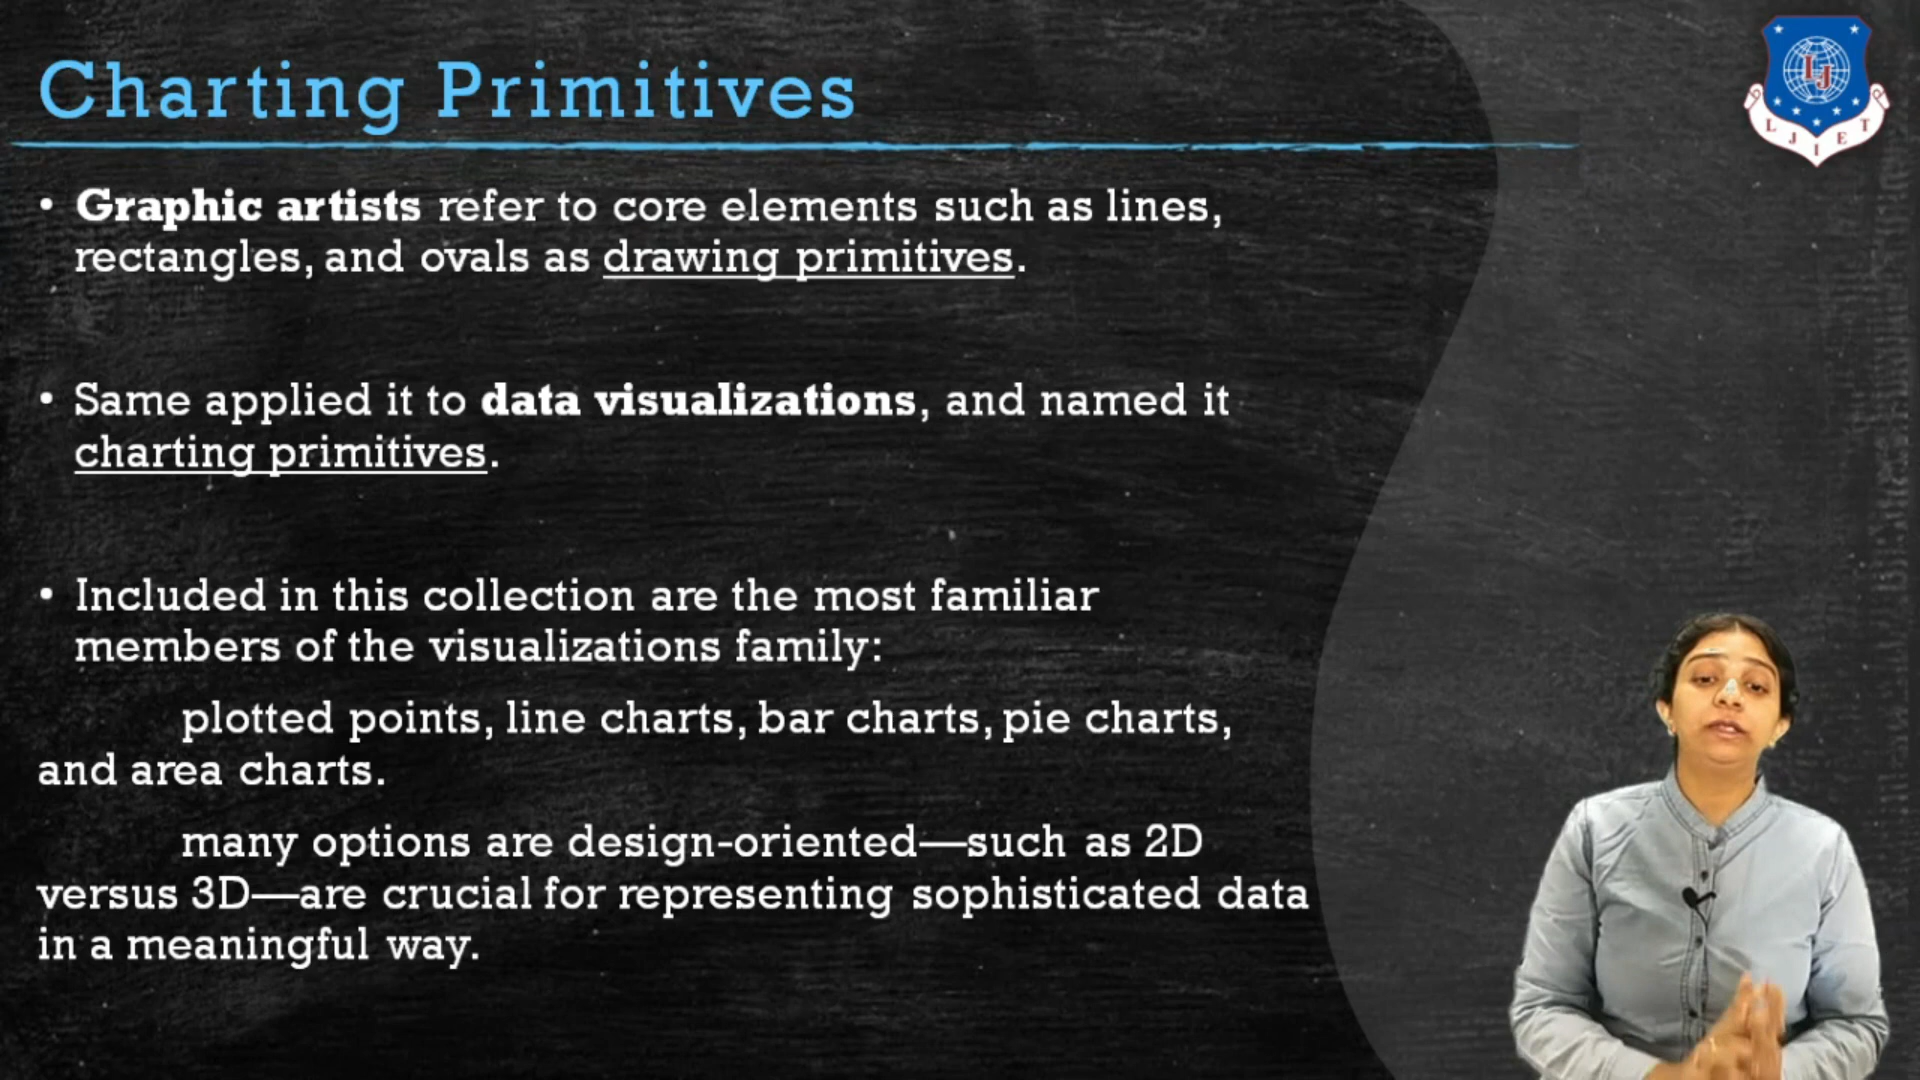 Charting Primitives
LJIET
• Graphic artists refer to core elements such as lines,
rectangles, and ovals as drawing primitives.
• Same applied it to data visualizations, and named it
charting primitives.
• Included in this collection are the most familiar
members of the visualizations family:
plotted points, line charts, bar charts, pie charts,
and area charts.
many options are design-oriented—such as 2D
versus 3D—are crucial for representing sophisticated data
in a meaningful way.